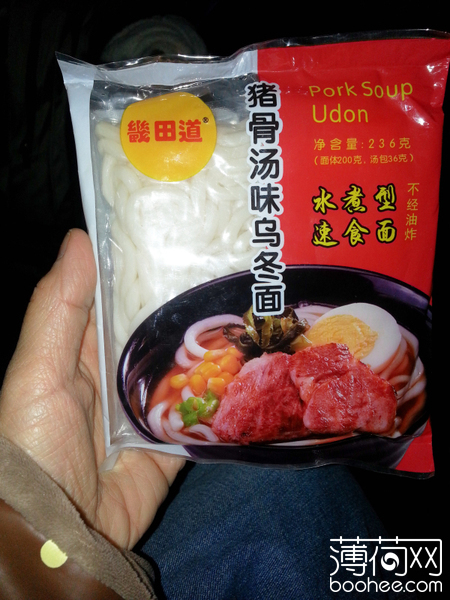 幾田道®
猪骨汤味乌冬面
Pork Soup
Udon
净含量:236克
(面体200克,汤包36克)
水煮型
速食面
不经油炸
薄荷网
boohee.com